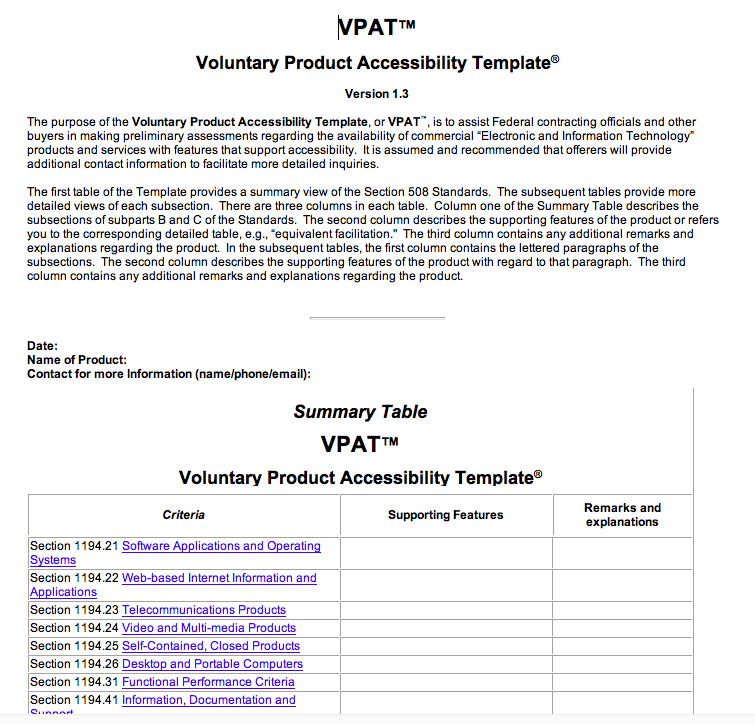 VPAT™
Voluntary Product Accessibility Template®
Version 1.3
The purpose of the Voluntary Product Accessibility Template, or VPAT™, is to assist Federal contracting officials and other
buyers in making preliminary assessments regarding the availability of commercial “Electronic and Information Technology”
products and services with features that support accessibility. It is assumed and recommended that offerers will provide
additional contact information to facilitate more detailed inquiries.
The first table of the Template provides a summary view of the Section 508 Standards. The subsequent tables provide more
detailed views of each subsection. There are three columns in each table. Column one of the Summary Table describes the
subsections of subparts B and C of the Standards. The second column describes the supporting features of the product or refers
you to the corresponding detailed table, e.g., “equivalent facilitation." The third column contains any additional remarks and
explanations regarding the product. In the subsequent tables, the first column contains the lettered paragraphs of the
subsections. The second column describes the supporting features of the product with regard to that paragraph. The third
column contains any additional remarks and explanations regarding the product.
Date:
Name of Product:
Contact for more Information (name/phone/email):
Summary Table
VPAT™
Voluntary Product Accessibility Template®
Criteria
Supporting Features
Remarks and
explanations
Section 1194.21 Software Applications and Operating
Systems
Section 1194.22 Web-based Internet Information and
Applications
Section 1194.23 Telecommunications Products
Section 1194.24 Video and Multi-media Products
Section 1194.25 Self-Contained, Closed Products
Section 1194.26 Desktop and Portable Computers
Section 1194.31 Functional Performance Criteria
Section 1194.41 Information, Documentation and
Support